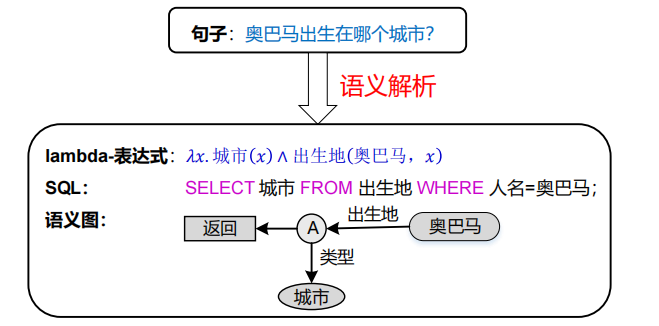 句子：奥巴马出生在哪个城市？
语义解析
lambda-表达式：λx.城市(x)∧出生地(奥巴马，x)
SQL： SELECT 城市 FROM 出生地 WHERE 人名=奥巴马；
语义图：
返回 A 出生地 奥巴马
类型
城市